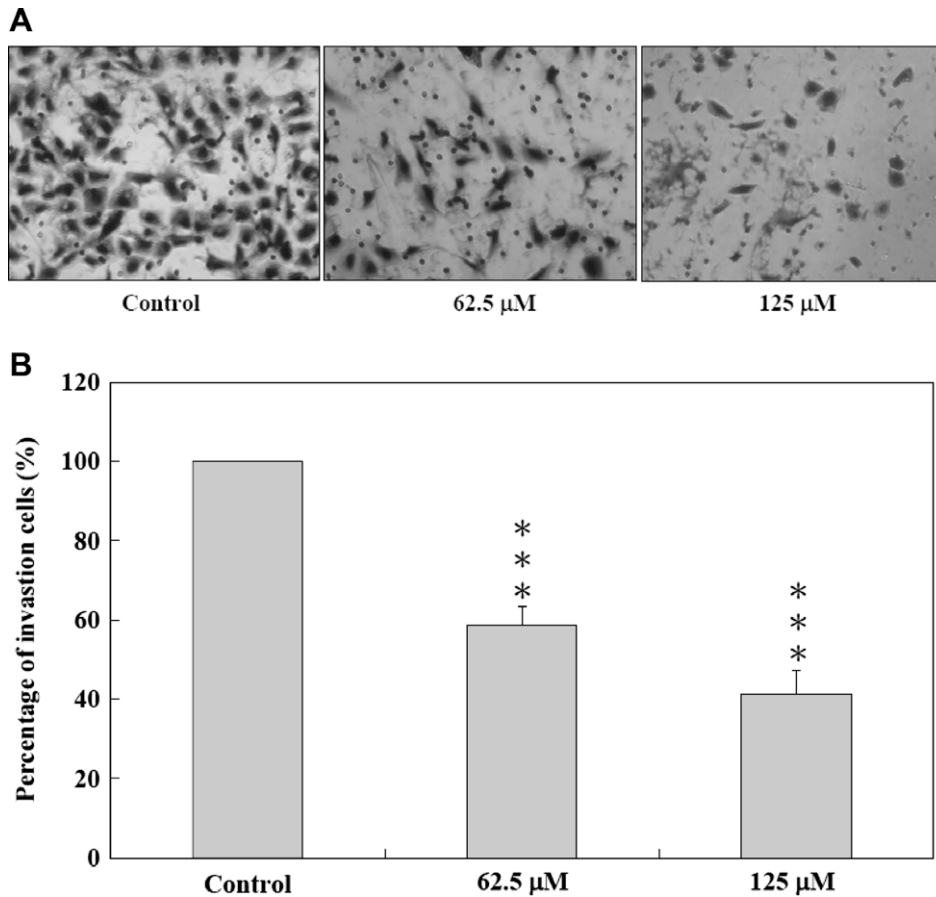 A
Control 62.5 μM 125 μM
B
Percentage of invastion cells (%)
120
100
80
60
40
20
0
***
***
Control 62.5 μM 125 μM